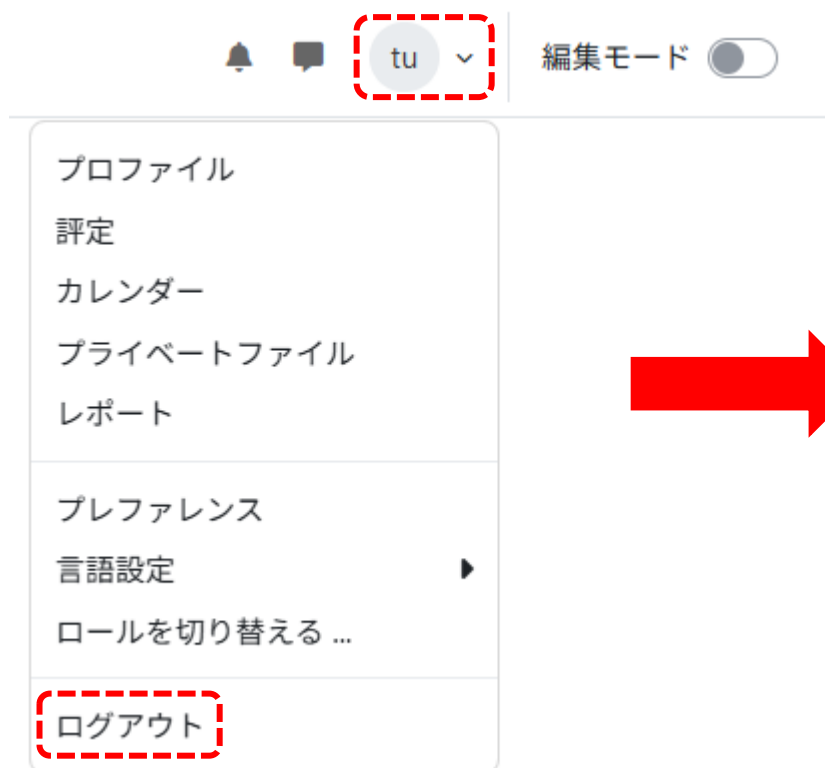 tu 編集モード
プロファイル
評定
カレンダー
プライベートファイル
レポート
プレファレンス
言語設定
ロールを切り替える ...
ログアウト